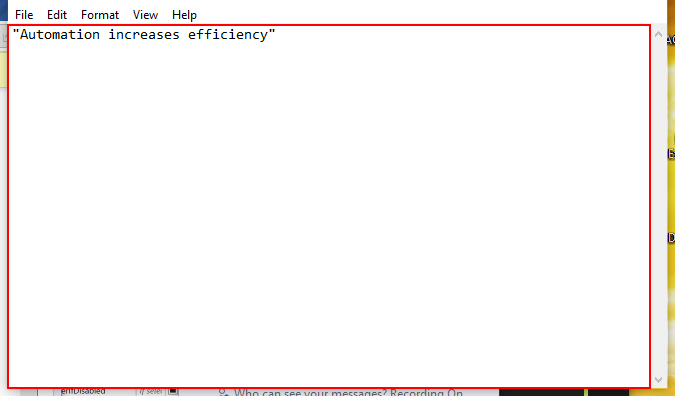 File Edit Format View Help
"Automation increases efficiency"
Who can see your messages? Recording On